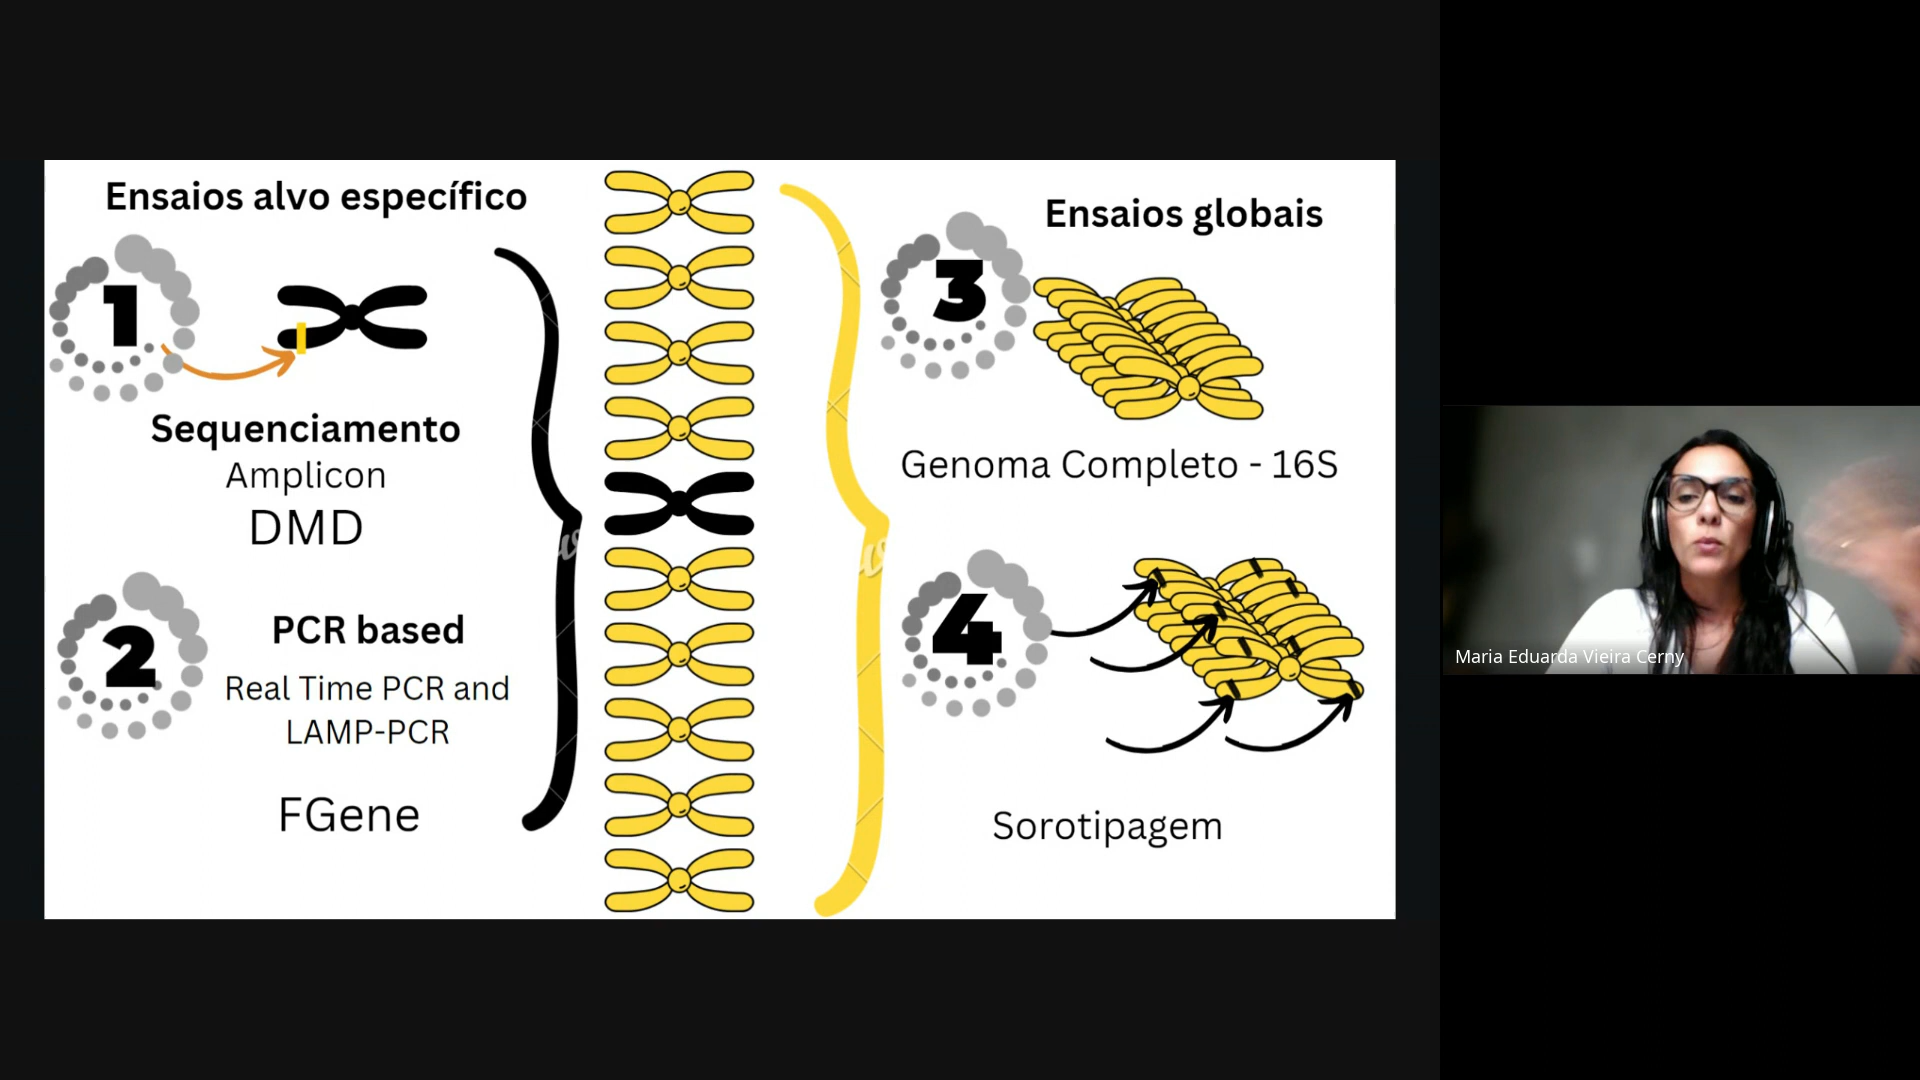 Ensaios alvo específico
1
Sequenciamento
Amplicon
DMD
2
PCR based
Real Time PCR and
LAMP-PCR
FGene
Ensaios globais
3
Genoma Completo - 16S
4
Sorotipagem
Maria Eduarda Vieira Cerny